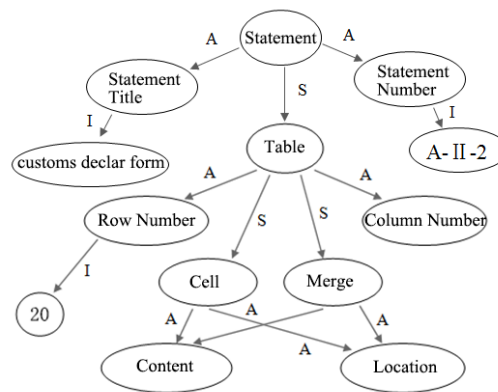 Statement
A
A
Statement
Title
Statement
Number
S
I
I
customs declar form
Table
A-Ⅱ-2
A
A
Row Number
S
S
Column Number
I
Cell
Merge
20
A
A
A
A
Content
Location